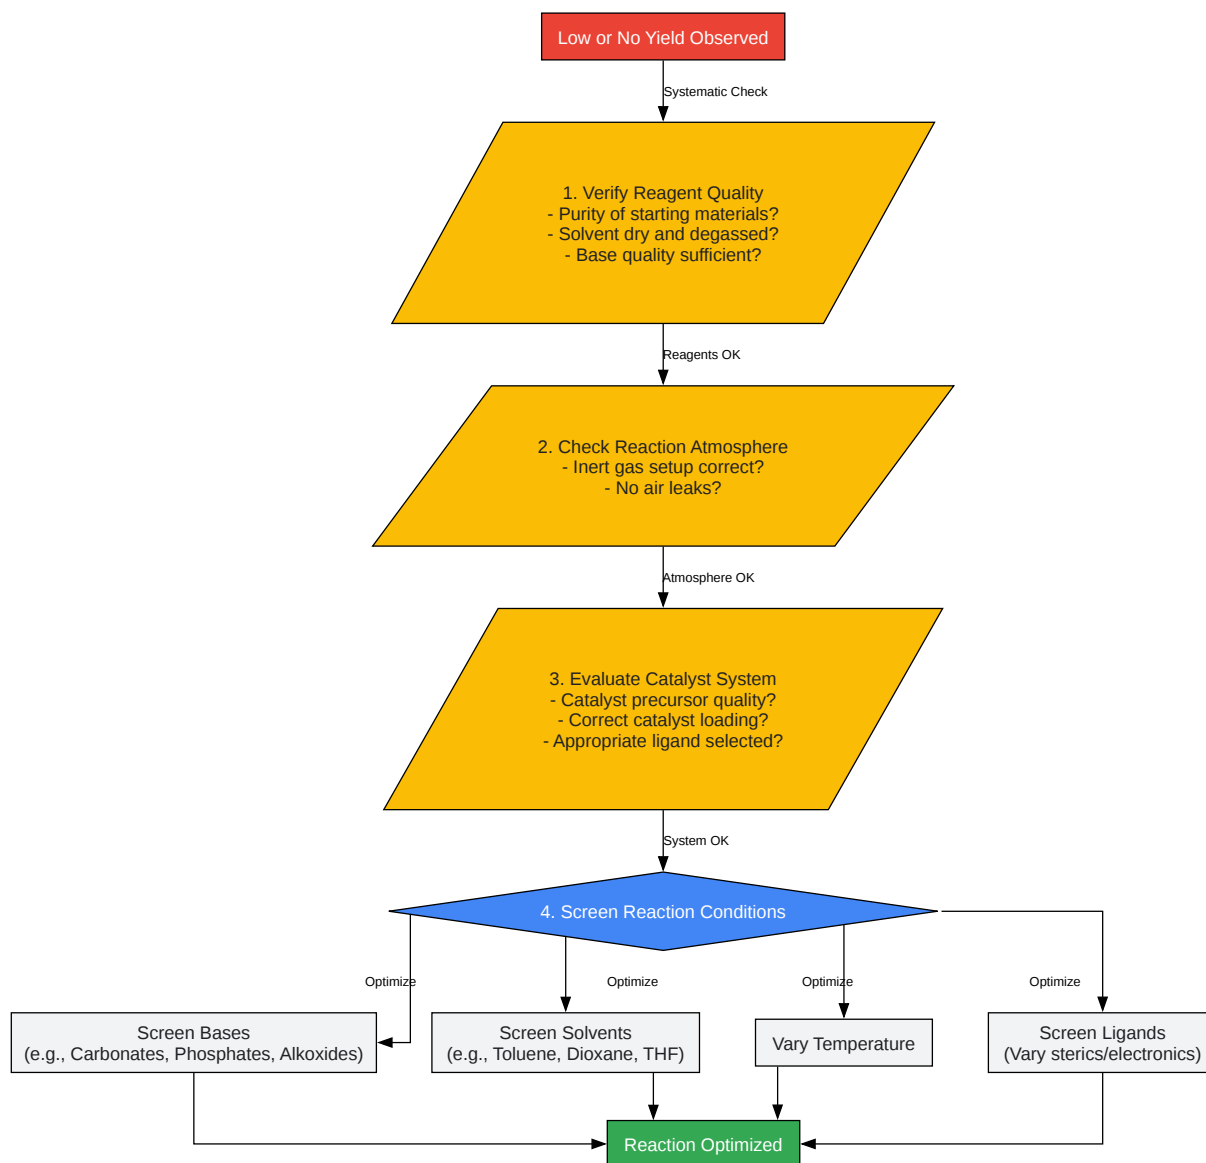 Low or No Yield Observed
Systematic Check
1. Verify Reagent Quality
- Purity of starting materials?
- Solvent dry and degassed?
- Base quality sufficient?
Reagents OK
2. Check Reaction Atmosphere
- Inert gas setup correct?
- No air leaks?
Atmosphere OK
3. Evaluate Catalyst System
- Catalyst precursor quality?
- Correct catalyst loading?
- Appropriate ligand selected?
System OK
4. Screen Reaction Conditions
Optimize
Optimize
Optimize
Optimize
Screen Bases
(e.g., Carbonates, Phosphates, Alkoxides)
Screen Solvents
(e.g., Toluene, Dioxane, THF)
Vary Temperature
Screen Ligands
(Vary sterics/electronics)
Reaction Optimized